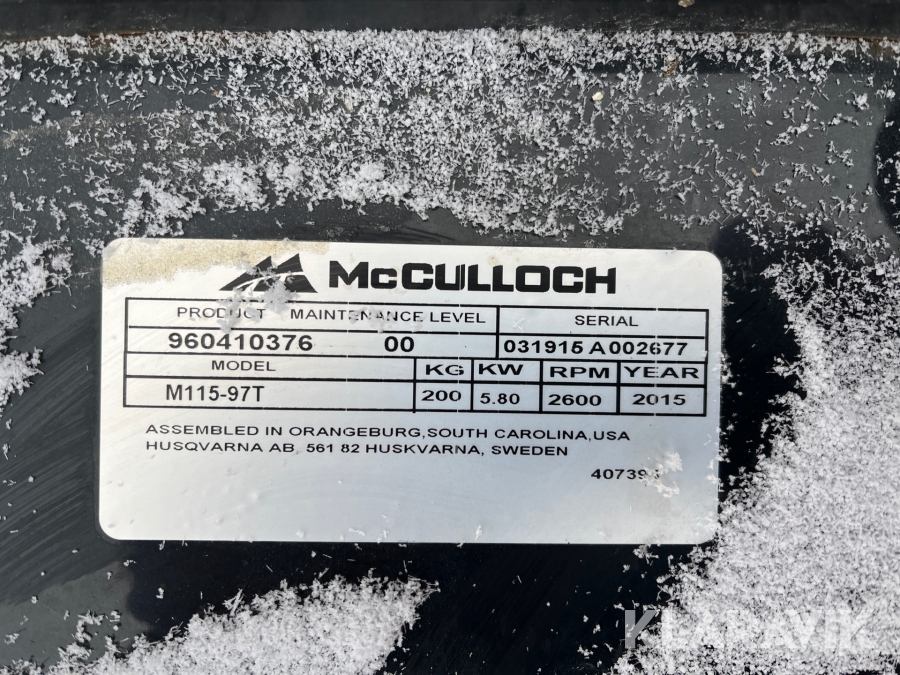 McCULLOCH
PRODUCT MAINTENANCE LEVEL SERIAL
960410376 00 031915 A 002677
MODEL KG KW RPM YEAR
M115-97T 200 5.80 2600 2015
ASSEMBLED IN ORANGEBURG,SOUTH CAROLINA,USA
HUSQVARNA AB, 561 82 HUSKVARNA, SWEDEN
KLARAVIK